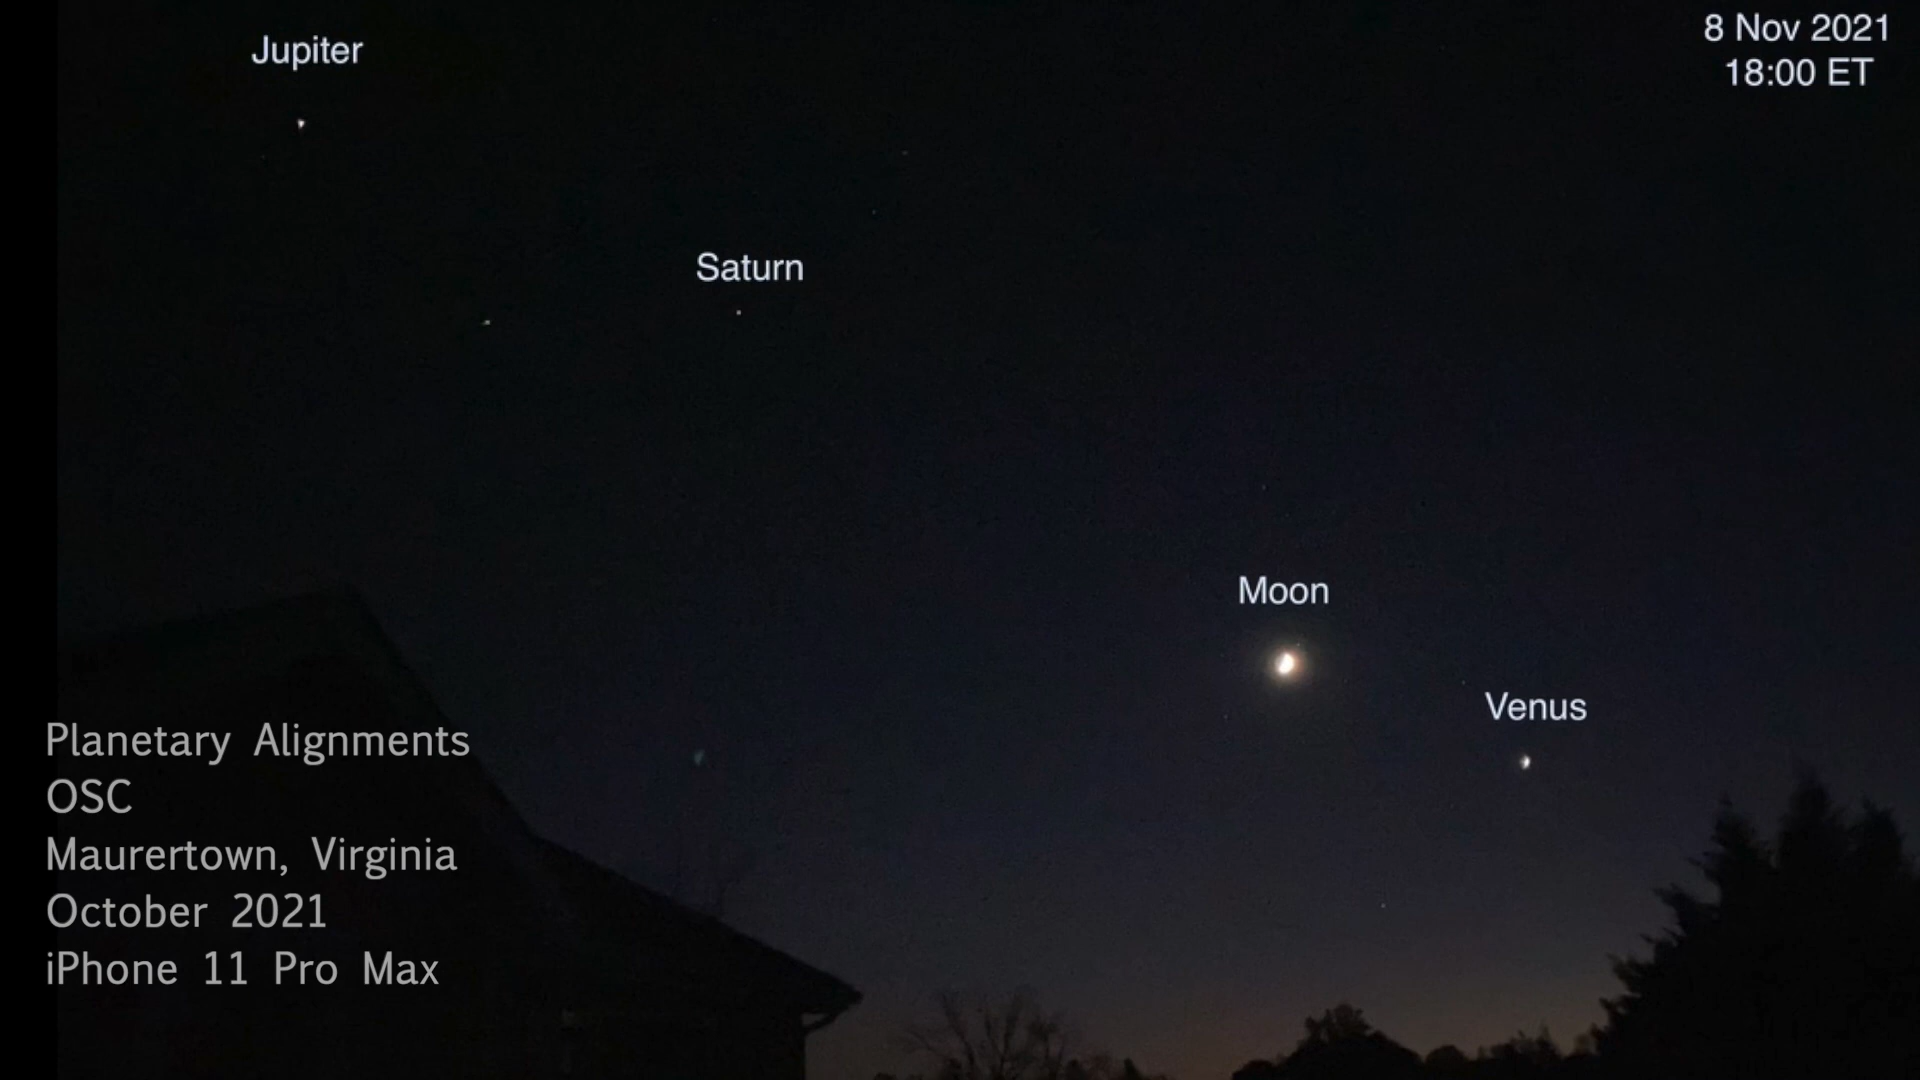 Jupiter
8 Nov 2021
18:00 ET
Saturn
Moon
Venus
Planetary Alignments
OSC
Maurertown, Virginia
October 2021
iPhone 11 Pro Max